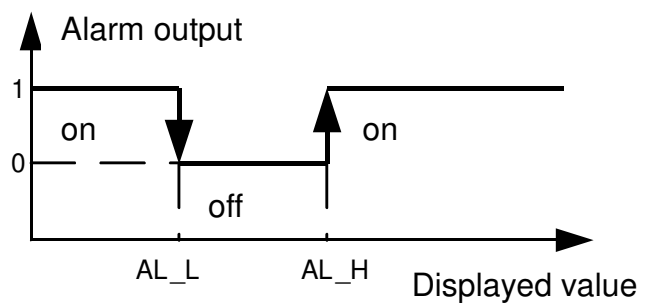 Alarm output
1
on
on
0
off
AL_L
AL_H
Displayed value